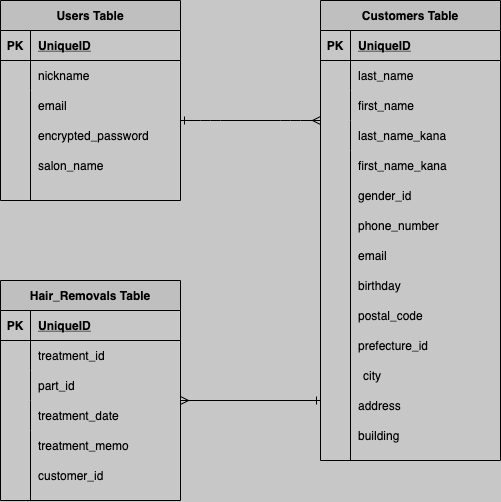 Users Table
PK UniqueID
nickname
email
encrypted_password
salon_name
Customers Table
PK UniqueID
last_name
first_name
last_name_kana
first_name_kana
gender_id
phone_number
email
birthday
postal_code
prefecture_id
city
address
building
Hair_Removals Table
PK UniqueID
treatment_id
part_id
treatment_date
treatment_memo
customer_id